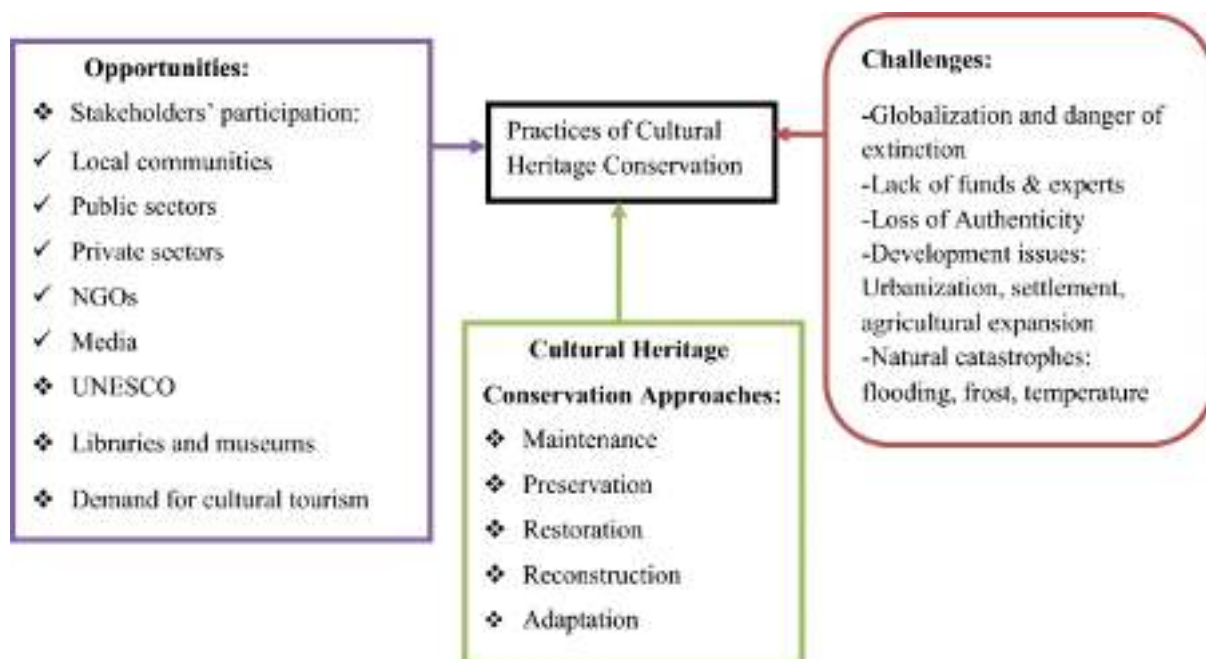 Opportunities:
❖ Stakeholders’ participation:
✓ Local communities
✓ Public sectors
✓ Private sectors
✓ NGOs
✓ Media
❖ UNESCO
❖ Libraries and museums
❖ Demand for cultural tourism
Practices of Cultural
Heritage Conservation
Cultural Heritage
Conservation Approaches:
❖ Maintenance
❖ Preservation
❖ Restoration
❖ Reconstruction
❖ Adaptation
Challenges:
-Globalization and danger of
extinction
-Lack of funds & experts
-Loss of Authenticity
-Development issues:
Urbanization, settlement,
agricultural expansion
-Natural catastrophes:
flooding, frost, temperature